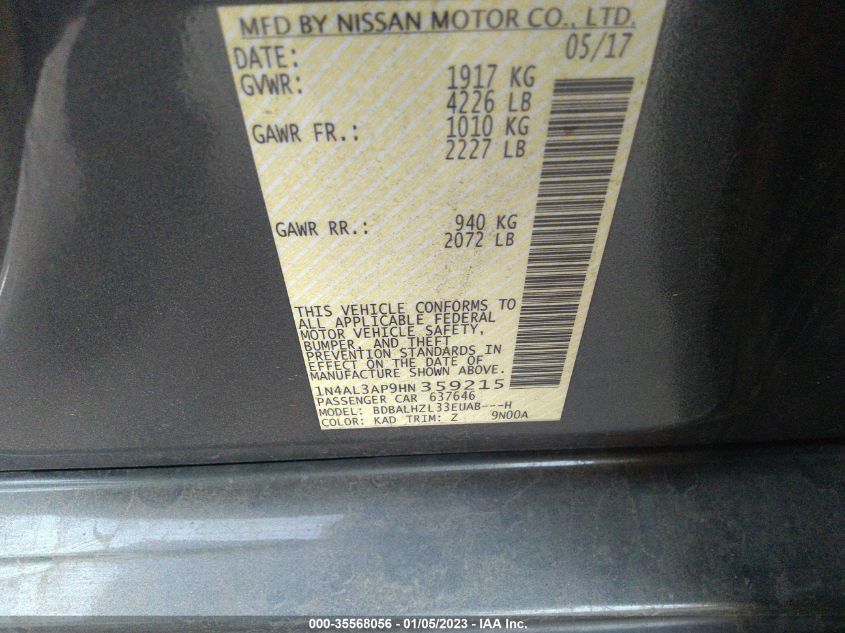 MFD BY NISSAN MOTOR CO., LTD.
DATE: 05/17
GVWR: 1917 KG
4226 LB
GAWR FR.: 1010 KG
2227 LB
GAWR RR.: 940 KG
2072 LB
THIS VEHICLE CONFORMS TO
ALL APPLICABLE FEDERAL
MOTOR VEHICLE SAFETY,
BUMPER, AND THEFT
PREVENTION STANDARDS IN
EFFECT ON THE DATE OF
MANUFACTURE SHOWN ABOVE.
1N4AL3AP9HN 359215
PASSENGER CAR 637646
MODEL: BDBALHZL33EUAB---H
COLOR: KAD TRIM: Z 9N00A
000-35568056 - 01/05/2023 - IAA Inc.